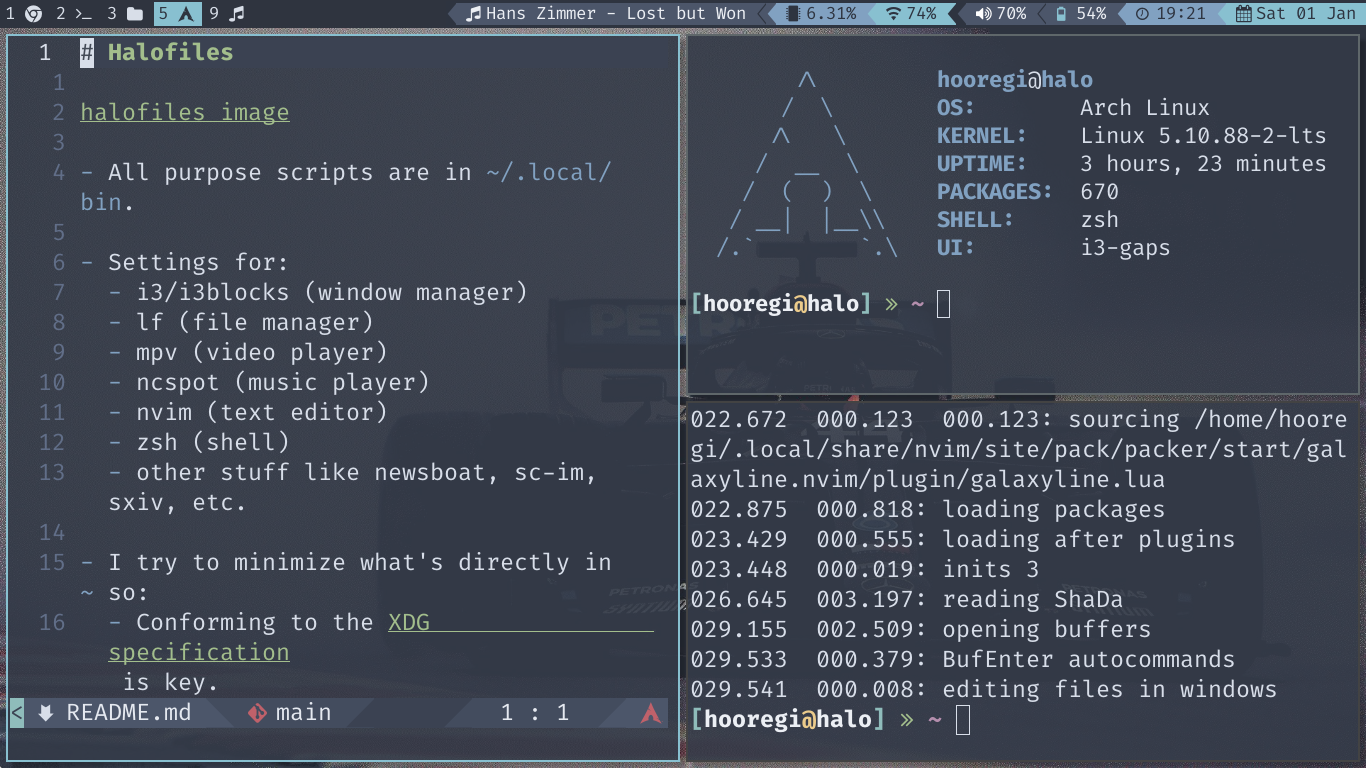 1 2 3 5 9 Hans Zimmer - Lost but Won 6.31% 74% 70% 54% 19:21 Sat 01 Jan
1 # Halofiles
1
2 halofiles image
3
4 - All purpose scripts are in ~/.local/
bin.
5
6 - Settings for:
7 - i3/i3blocks (window manager)
8 - lf (file manager)
9 - mpv (video player)
10 - ncspot (music player)
11 - nvim (text editor)
12 - zsh (shell)
13 - other stuff like newsboat, sc-im,
sxiv, etc.
14
15 - I try to minimize what's directly in
~ so:
16 - Conforming to the XDG
specification
is key.
< README.md main 1 : 1
hooregi@halo
OS: Arch Linux
KERNEL: Linux 5.10.88-2-lts
UPTIME: 3 hours, 23 minutes
PACKAGES: 670
SHELL: zsh
UI: i3-gaps
[hooregi@halo] » ~
022.672 000.123 000.123: sourcing /home/hoore
gi/.local/share/nvim/site/pack/packer/start/gal
axyline.nvim/plugin/galaxyline.lua
022.875 000.818: loading packages
023.429 000.555: loading after plugins
023.448 000.019: inits 3
026.645 003.197: reading ShaDa
029.155 002.509: opening buffers
029.533 000.379: BufEnter autocommands
029.541 000.008: editing files in windows
[hooregi@halo] » ~